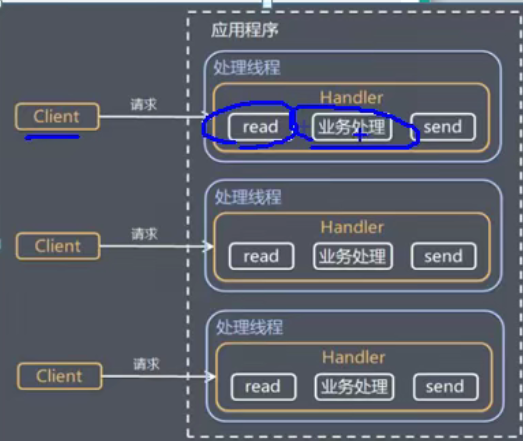 应用程序
处理线程
Handler
Client
请求
read
业务处理
send
处理线程
Handler
Client
请求
read
业务处理
send
处理线程
Handler
Client
请求
read
业务处理
send